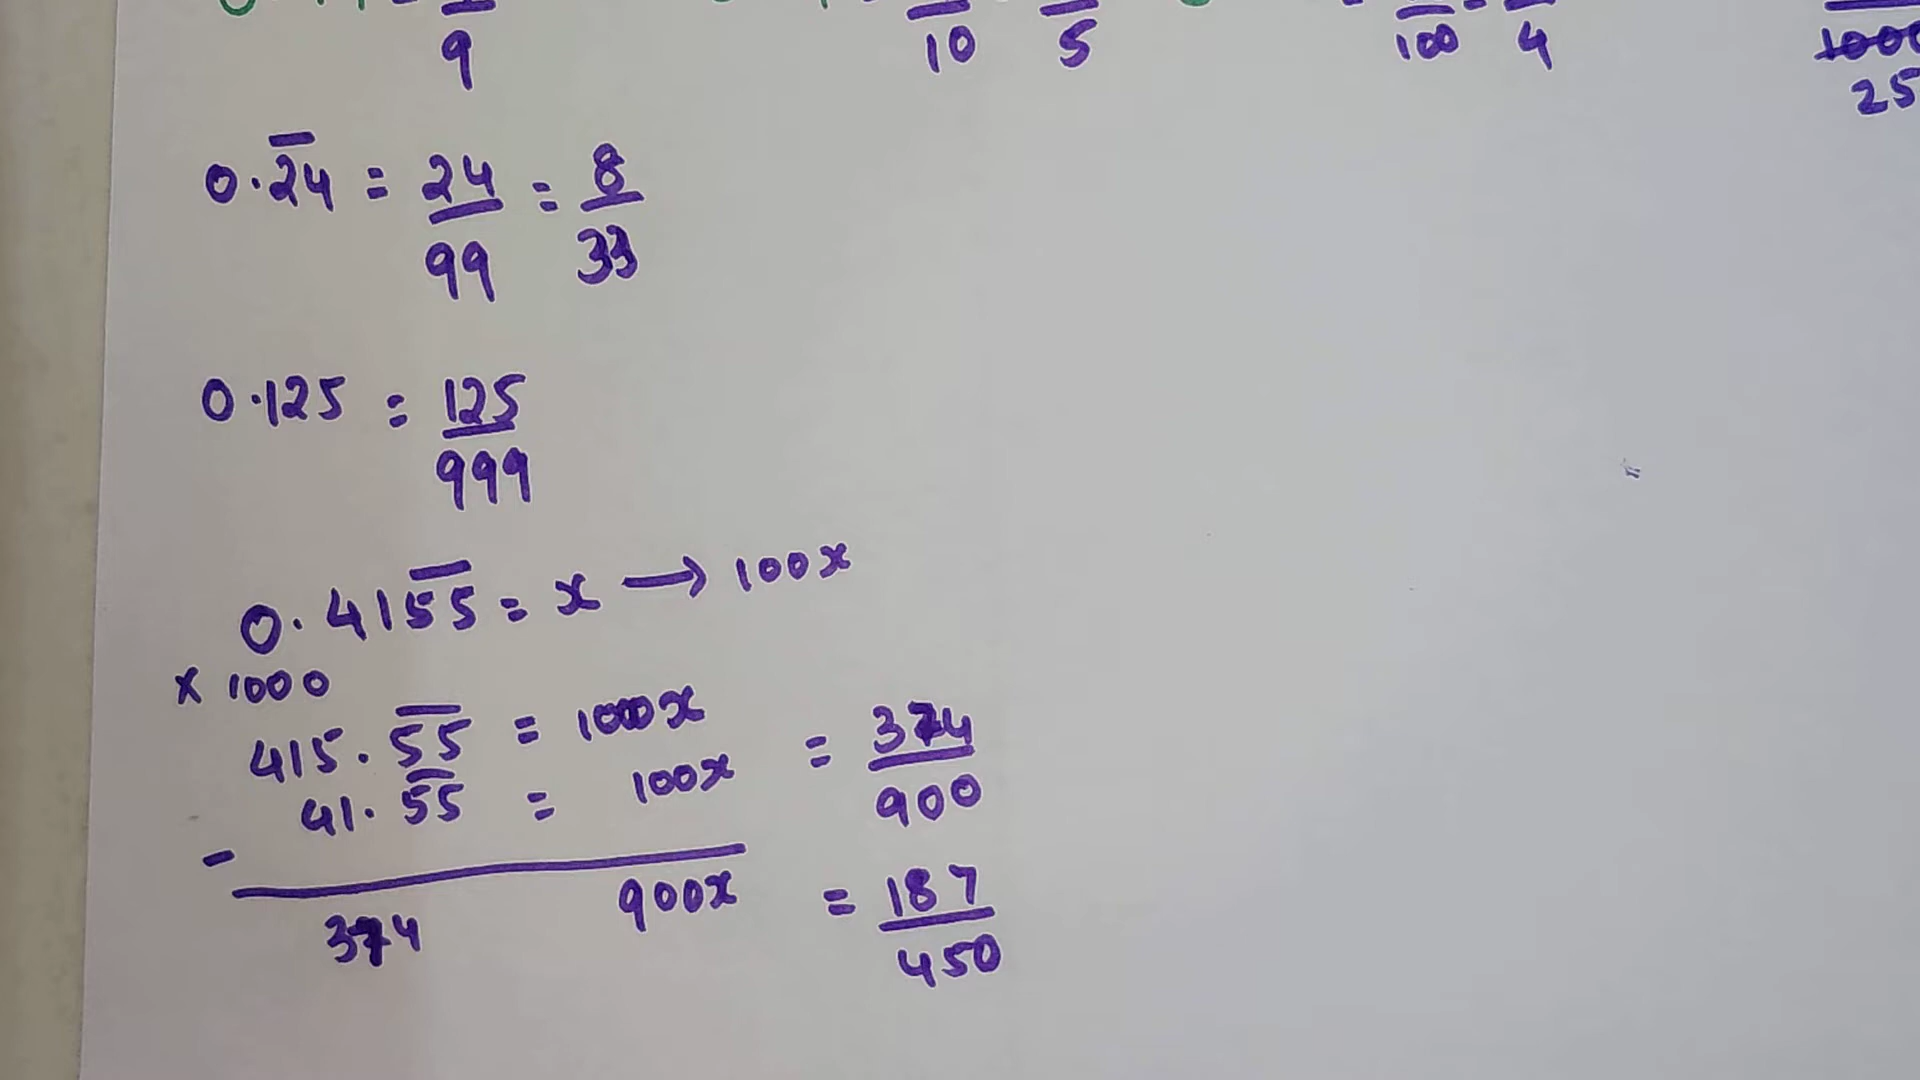 9 10 5 100 4 1000
25
0.2̅4 = 24/99 = 8/33
0.125 = 125/999
0.415̅5̅ = x → 100x
x 1000
415.5̅5̅ = 1000x = 374/900
41.5̅5̅ = 100x
-
374 900x = 187/450